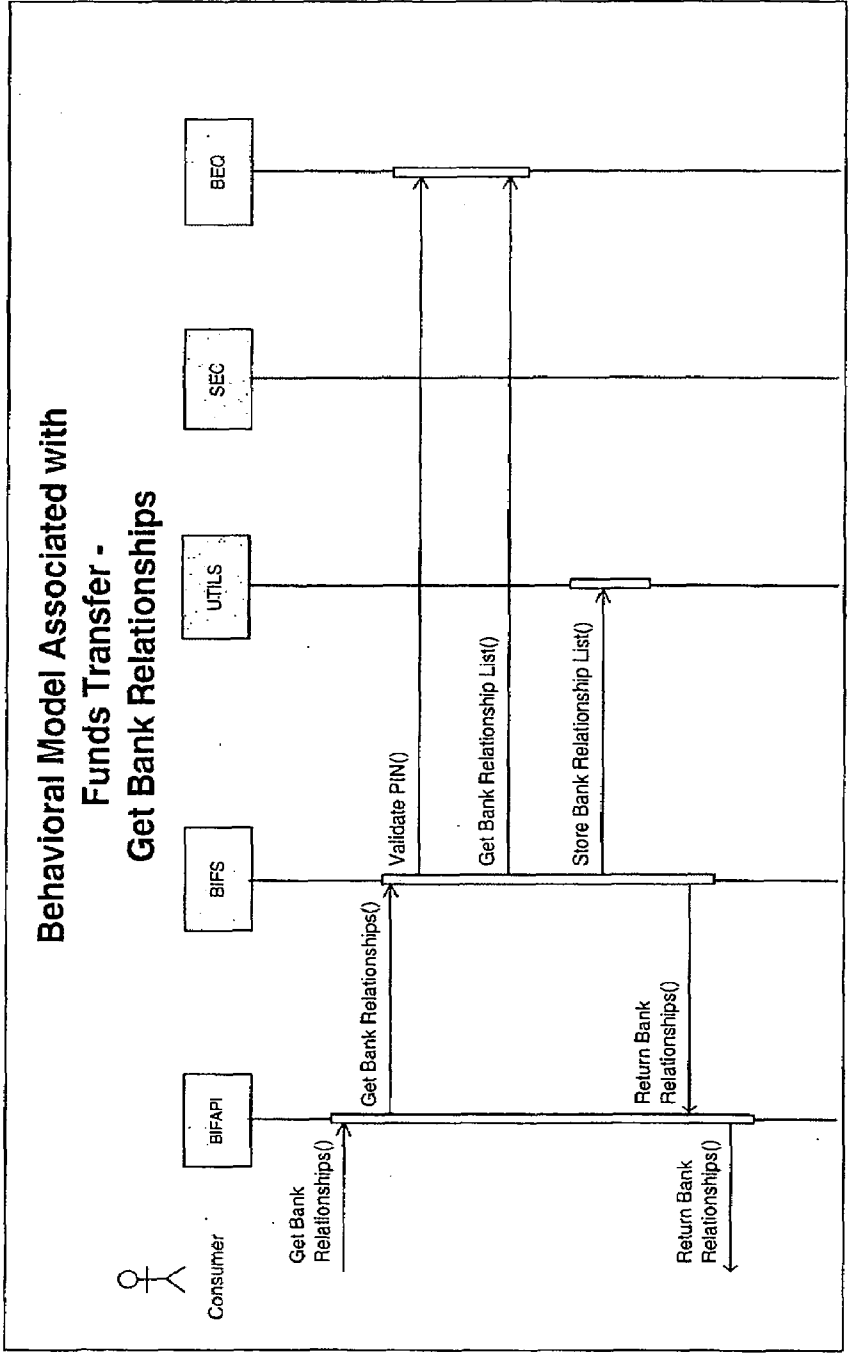 Behavioral Model Associated with
Funds Transfer -
Get Bank Relationships
Consumer
BIFAPI
BIFS
UTILS
SEC
BEQ
Get Bank
Relationships()
Get Bank Relationships()
Validate PIN()
Get Bank Relationship List()
Store Bank Relationship List()
Return Bank
Relationships()
Return Bank
Relationships()